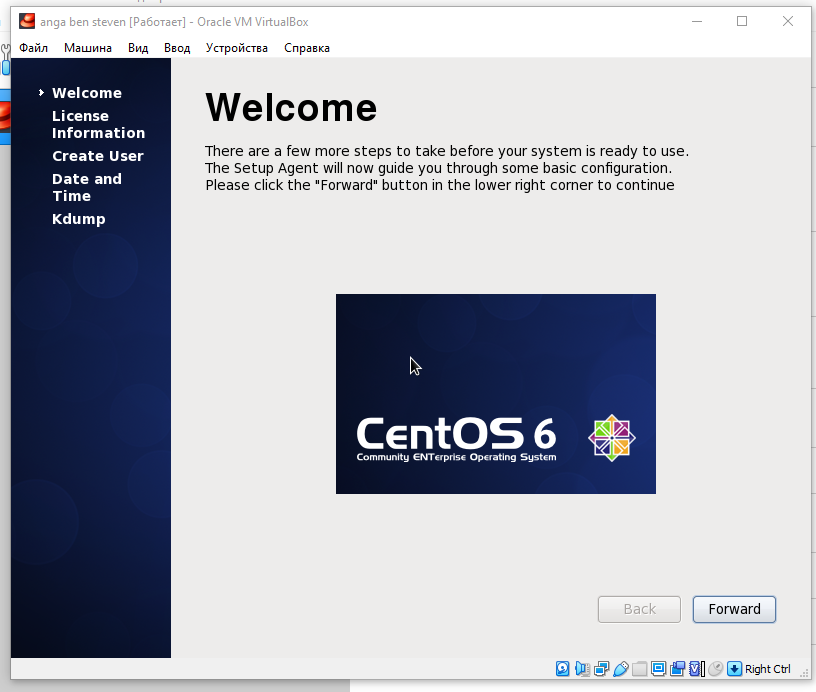 anga ben steven [Работает] - Oracle VM VirtualBox
Файл Машина Вид Ввод Устройства Справка
Welcome
License
Information
Create User
Date and
Time
Kdump
Welcome
There are a few more steps to take before your system is ready to use.
The Setup Agent will now guide you through some basic configuration.
Please click the "Forward" button in the lower right corner to continue
CentOS 6
Community ENTerprise Operating System
Back Forward
Right Ctrl